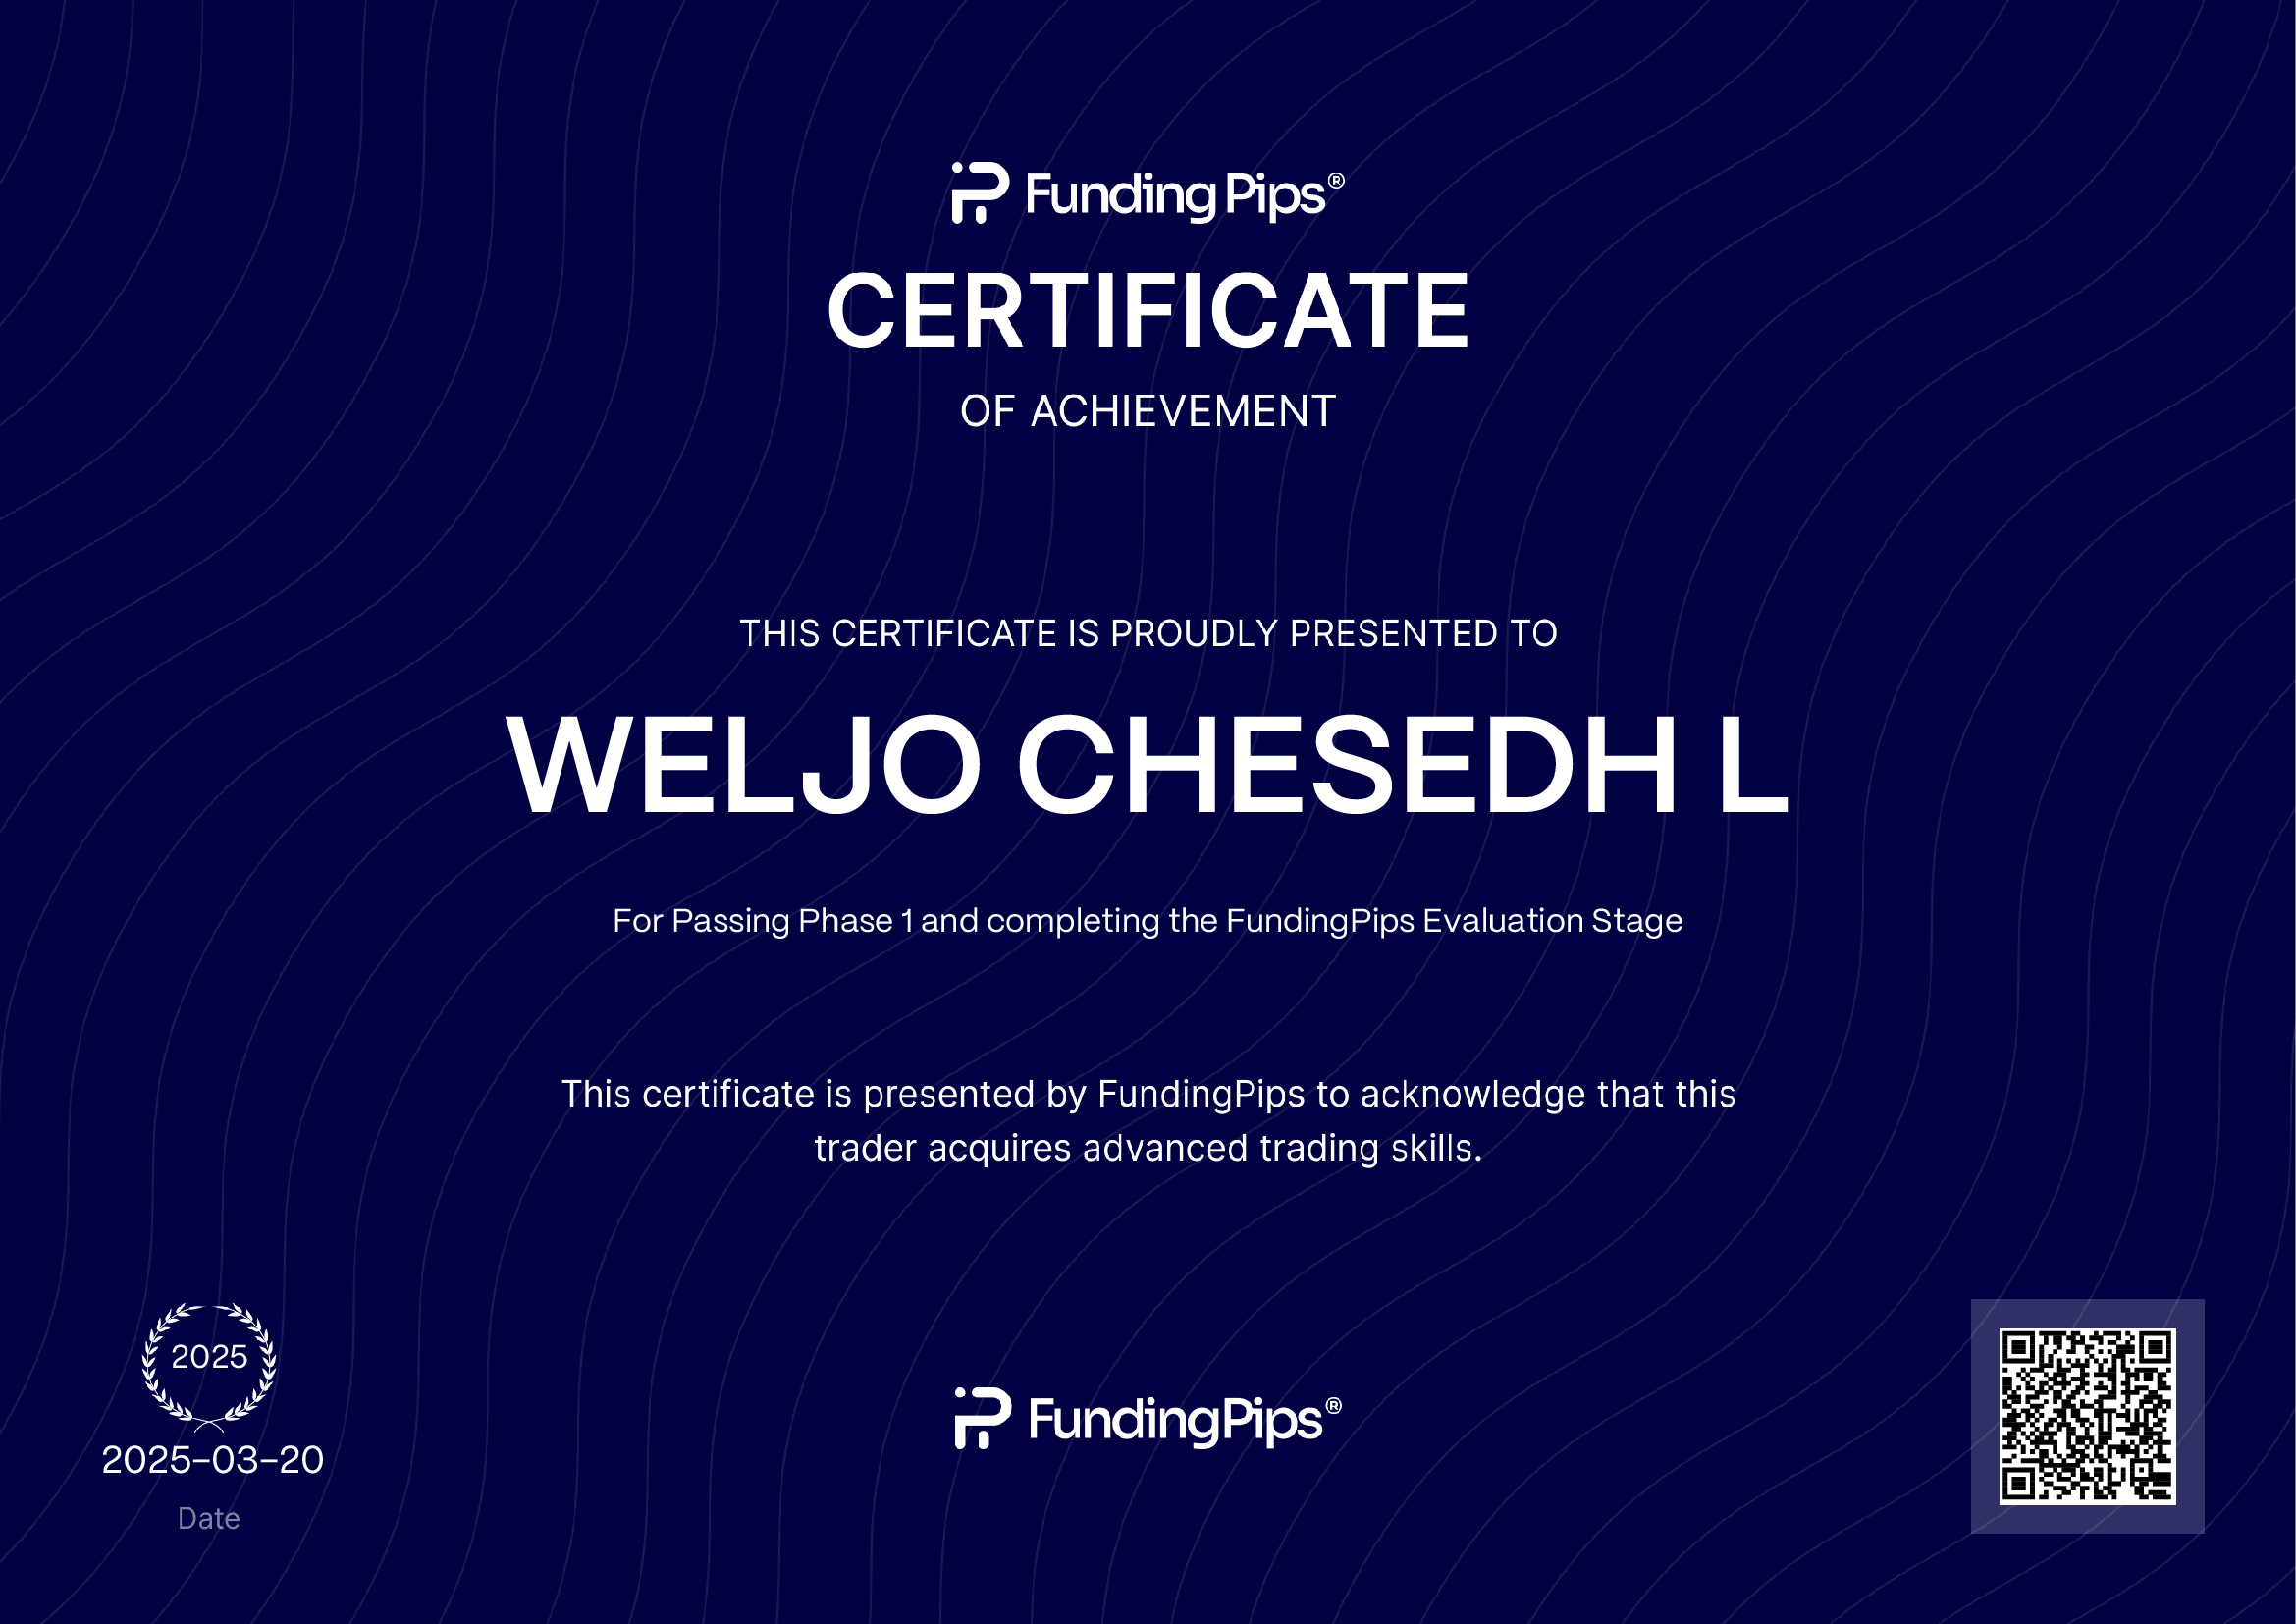 FundingPips®
CERTIFICATE
OF ACHIEVEMENT
THIS CERTIFICATE IS PROUDLY PRESENTED TO
WELJO CHESEDH L
For Passing Phase 1 and completing the FundingPips Evaluation Stage
This certificate is presented by FundingPips to acknowledge that this
trader acquires advanced trading skills.
2025
2025-03-20
Date
FundingPips®